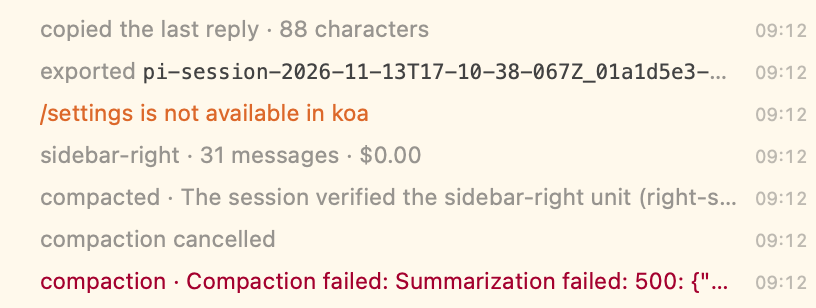 copied the last reply · 88 characters 09:12
exported pi-session-2026-11-13T17-10-38-067Z_01a1d5e3-… 09:12
/settings is not available in koa 09:12
sidebar-right · 31 messages · $0.00 09:12
compacted · The session verified the sidebar-right unit (right-s… 09:12
compaction cancelled 09:12
compaction · Compaction failed: Summarization failed: 500: {"… 09:12